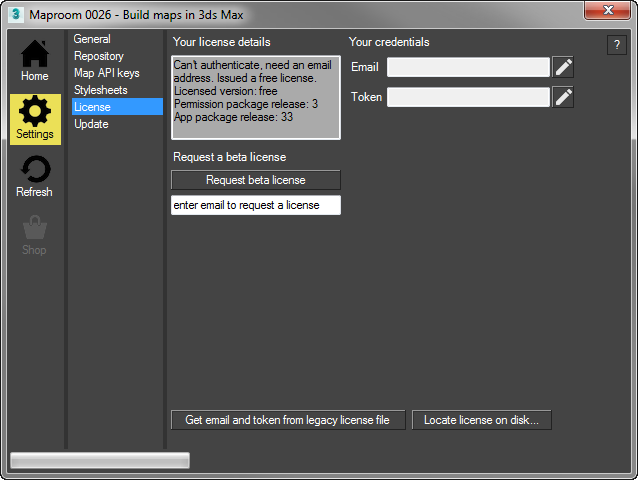 3 Maproom 0026 - Build maps in 3ds Max
Home
Settings
Refresh
Shop
General
Repository
Map API keys
Stylesheets
License
Update
Your license details
Can't authenticate, need an email
address. Issued a free license.
Licensed version: free
Permission package release: 3
App package release: 33
Request a beta license
Request beta license
enter email to request a license
Your credentials
?
Email
Token
Get email and token from legacy license file
Locate license on disk...